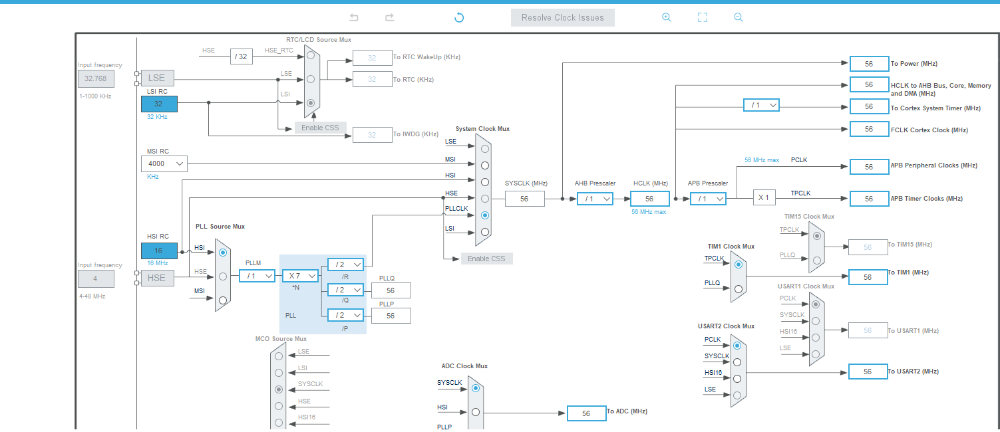 Resolve Clock Issues
RTC/LCD Source Mux
HSE
/ 32
HSE_RTC
32
To RTC WakeUp (KHz)
Input frequency
32.768
1-1000 KHz
LSE
LSE
32
To RTC (KHz)
LSI RC
32
32 KHz
LSI
Enable CSS
32
To IWDG (KHz)
56
To Power (MHz)
56
HCLK to AHB Bus, Core, Memory
and DMA (MHz)
/ 1
56
To Cortex System Timer (MHz)
56
FCLK Cortex Clock (MHz)
System Clock Mux
LSE
MSI
HSI
HSE
PLLCLK
LSI
MSI RC
4000
KHz
SYSCLK (MHz)
56
AHB Prescaler
/ 1
HCLK (MHz)
56
56 MHz max
APB Prescaler
/ 1
56 MHz max
PCLK
56
APB Peripheral Clocks (MHz)
X 1
TPCLK
56
APB Timer Clocks (MHz)
PLL Source Mux
HSI RC
16
16 MHz
HSI
HSE
MSI
Input frequency
4
4-48 MHz
HSE
PLLM
/ 1
X 7
*N
PLL
/ 2
/R
/ 2
/Q
/ 2
/P
PLLQ
56
PLLP
56
Enable CSS
TIM15 Clock Mux
TPCLK
PLLQ
56
To TIM15 (MHz)
TIM1 Clock Mux
TPCLK
PLLQ
56
To TIM1 (MHz)
USART1 Clock Mux
PCLK
SYSCLK
HSI16
LSE
56
To USART1 (MHz)
USART2 Clock Mux
PCLK
SYSCLK
HSI16
LSE
56
To USART2 (MHz)
MCO Source Mux
LSE
LSI
SYSCLK
HSE
HSI16
ADC Clock Mux
SYSCLK
HSI
PLLP
56
To ADC (MHz)